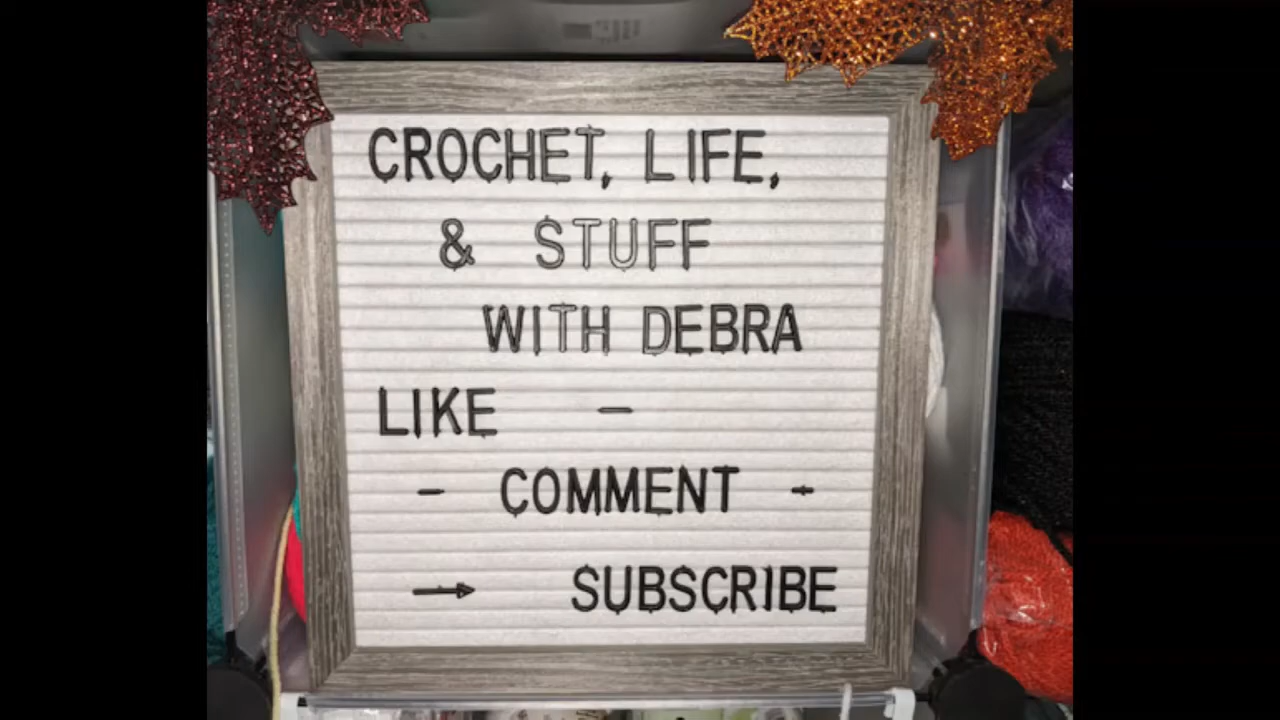 CROCHET, LIFE,
& STUFF
WITH DEBRA
LIKE -
- COMMENT -
→ SUBSCRIBE